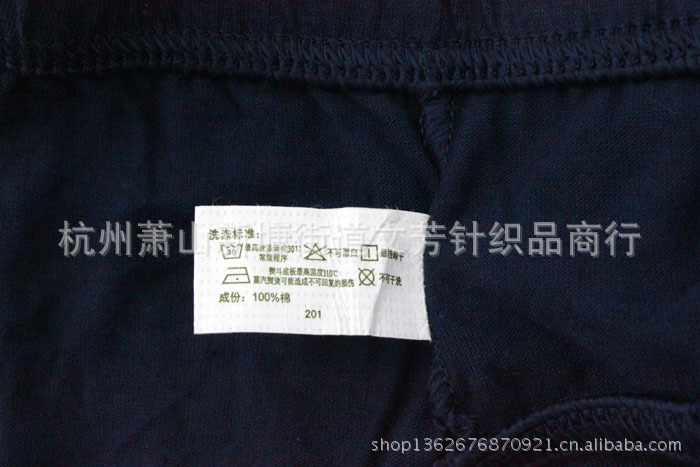 洗涤标准:
30 最高洗涤温度30℃ 不可漂白 悬挂晾干
常规程序
熨斗底板最高温度110℃
蒸汽熨烫可能造成不可回复的损伤 不可干洗
成份: 100%棉
201
杭州萧山 街道 芳针织品商行
shop1362676870921.cn.alibaba.com